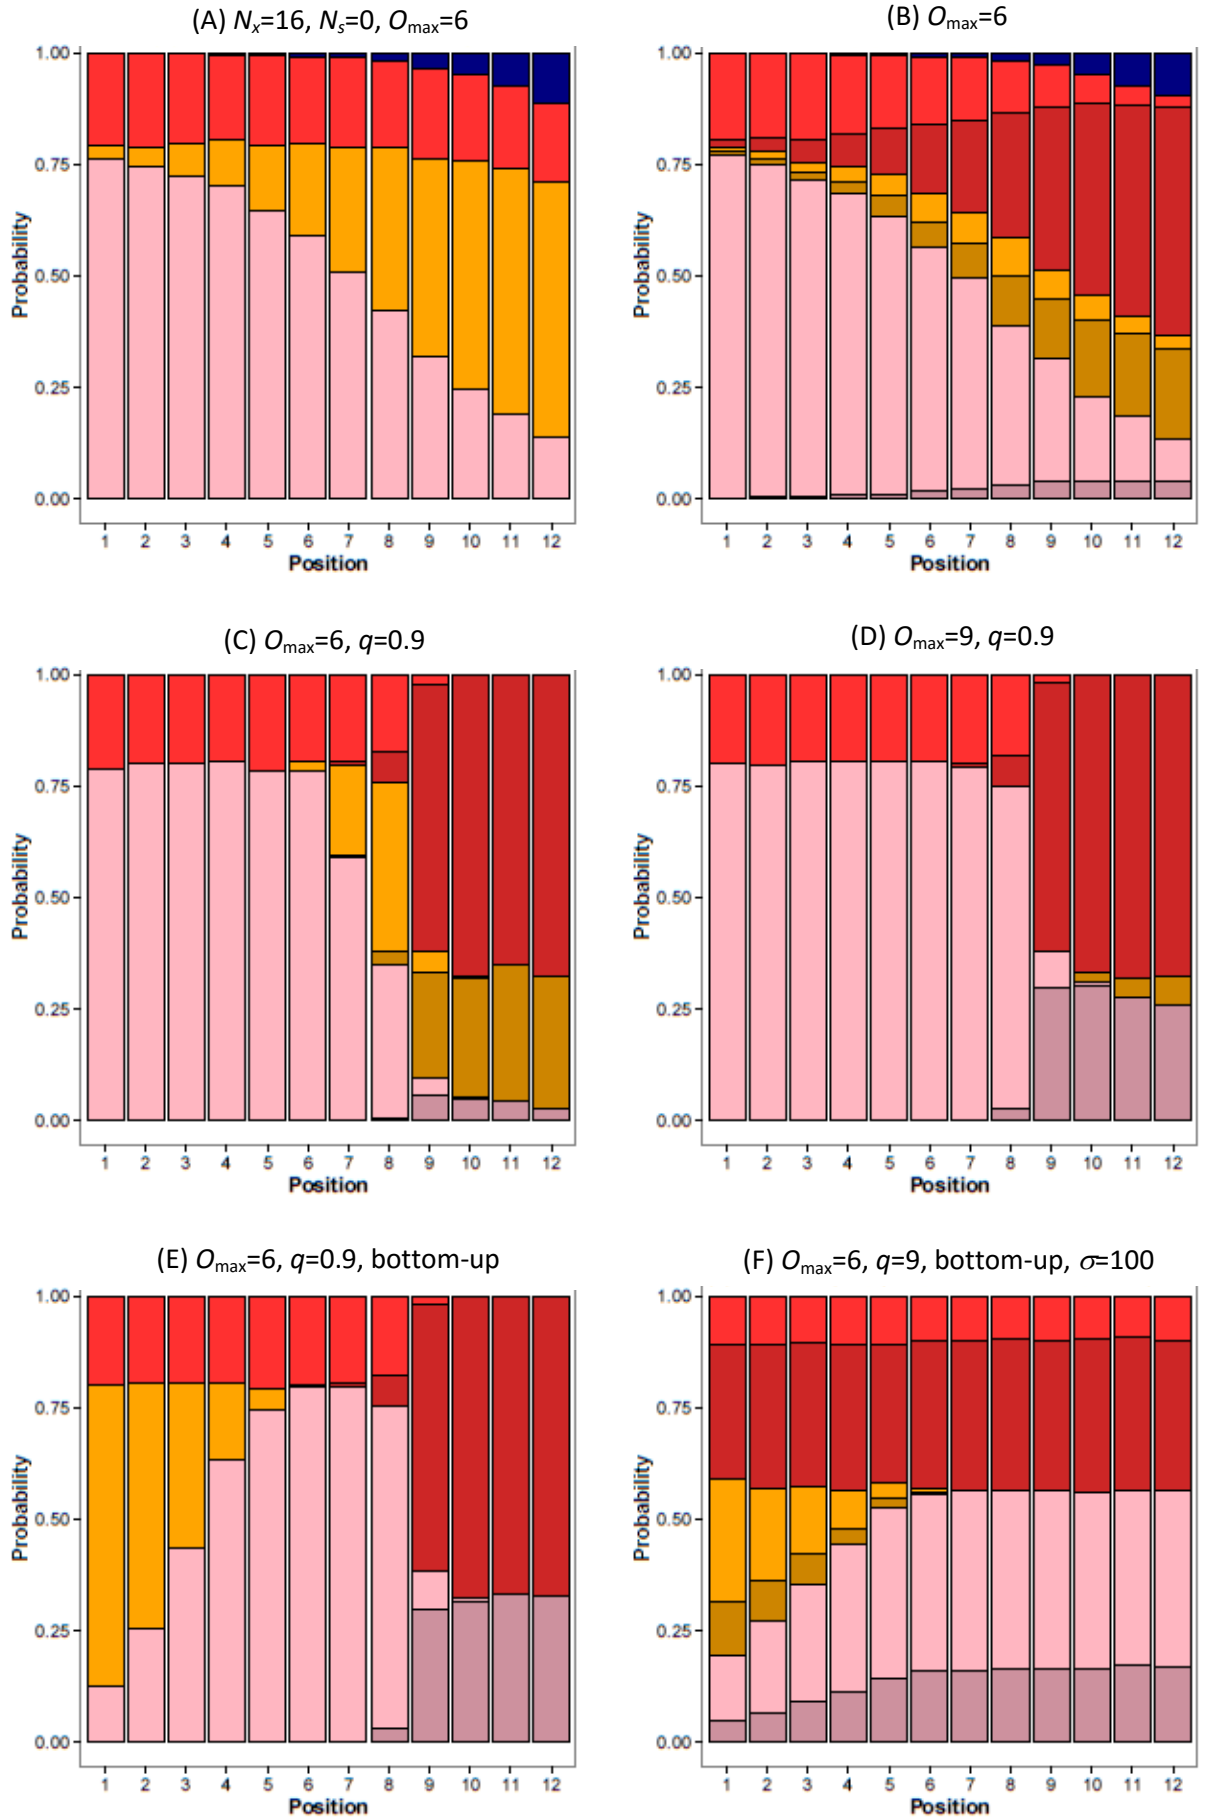 (A) Nx=16, Ns=0, Omax=6
1.00
0.75
0.50
0.25
0.00
Probability
1 2 3 4 5 6 7 8 9 10 11 12
Position
(B) Omax=6
1.00
0.75
0.50
0.25
0.00
Probability
1 2 3 4 5 6 7 8 9 10 11 12
Position
(C) Omax=6, q=0.9
1.00
0.75
0.50
0.25
0.00
Probability
1 2 3 4 5 6 7 8 9 10 11 12
Position
(D) Omax=9, q=0.9
1.00
0.75
0.50
0.25
0.00
Probability
1 2 3 4 5 6 7 8 9 10 11 12
Position
(E) Omax=6, q=0.9, bottom-up
1.00
0.75
0.50
0.25
0.00
Probability
1 2 3 4 5 6 7 8 9 10 11 12
Position
(F) Omax=6, q=9, bottom-up, σ=100
1.00
0.75
0.50
0.25
0.00
Probability
1 2 3 4 5 6 7 8 9 10 11 12
Position